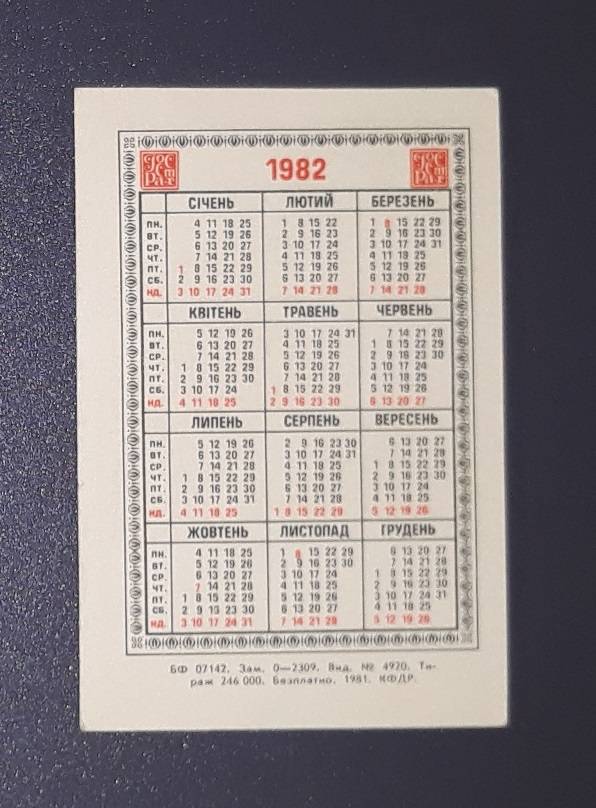 ГОС СТ РАХ
1982
СІЧЕНЬ ЛЮТИЙ БЕРЕЗЕНЬ
ПН. 4 11 18 25 1 8 15 22 1 8 15 22 29
ВТ. 5 12 19 26 2 9 16 23 2 9 16 23 30
СР. 6 13 20 27 3 10 17 24 3 10 17 24 31
ЧТ. 7 14 21 28 4 11 18 25 4 11 18 25
ПТ. 1 8 15 22 29 5 12 19 26 5 12 19 26
СБ. 2 9 16 23 30 6 13 20 27 6 13 20 27
НД. 3 10 17 24 31 7 14 21 28 7 14 21 28
КВІТЕНЬ ТРАВЕНЬ ЧЕРВЕНЬ
ПН. 5 12 19 26 3 10 17 24 31 7 14 21 28
ВТ. 6 13 20 27 4 11 18 25 1 8 15 22 29
СР. 7 14 21 28 5 12 19 26 2 9 16 23 30
ЧТ. 1 8 15 22 29 6 13 20 27 3 10 17 24
ПТ. 2 9 16 23 30 7 14 21 28 4 11 18 25
СБ. 3 10 17 24 1 8 15 22 29 5 12 19 26
НД. 4 11 18 25 2 9 16 23 30 6 13 20 27
ЛИПЕНЬ СЕРПЕНЬ ВЕРЕСЕНЬ
ПН. 5 12 19 26 2 9 16 23 30 6 13 20 27
ВТ. 6 13 20 27 3 10 17 24 31 7 14 21 28
СР. 7 14 21 28 4 11 18 25 1 8 15 22 29
ЧТ. 1 8 15 22 29 5 12 19 26 2 9 16 23 30
ПТ. 2 9 16 23 30 6 13 20 27 3 10 17 24
СБ. 3 10 17 24 31 7 14 21 28 4 11 18 25
НД. 4 11 18 25 1 8 15 22 29 5 12 19 26
ЖОВТЕНЬ ЛИСТОПАД ГРУДЕНЬ
ПН. 4 11 18 25 1 8 15 22 29 6 13 20 27
ВТ. 5 12 19 26 2 9 16 23 30 7 14 21 28
СР. 6 13 20 27 3 10 17 24 1 8 15 22 29
ЧТ. 7 14 21 28 4 11 18 25 2 9 16 23 30
ПТ. 1 8 15 22 29 5 12 19 26 3 10 17 24 31
СБ. 2 9 13 23 30 6 13 20 27 4 11 18 25
НД. 3 10 17 24 31 7 14 21 28 5 12 19 26
БФ 07142. Зам. 0—2309. Вид. № 4920. Ти-
раж 246 000. Безплатно. 1981. КФДР.